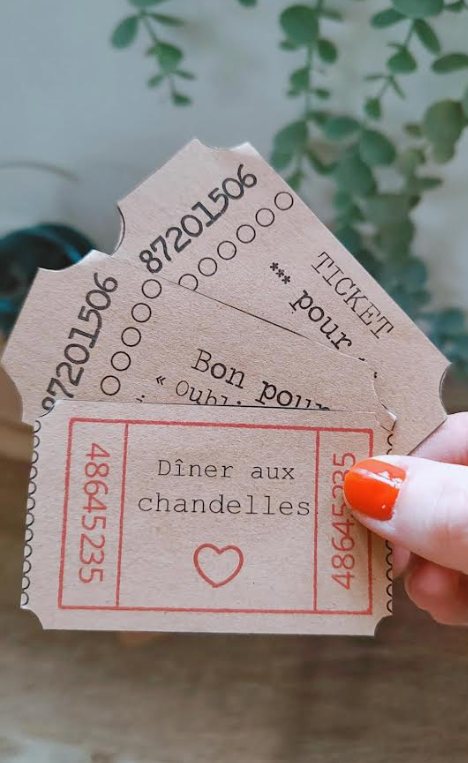 87201506
TICKET
*** pour
87201506
Bon pour
« Oubl
48645235
Dîner aux
chandelles
48645235